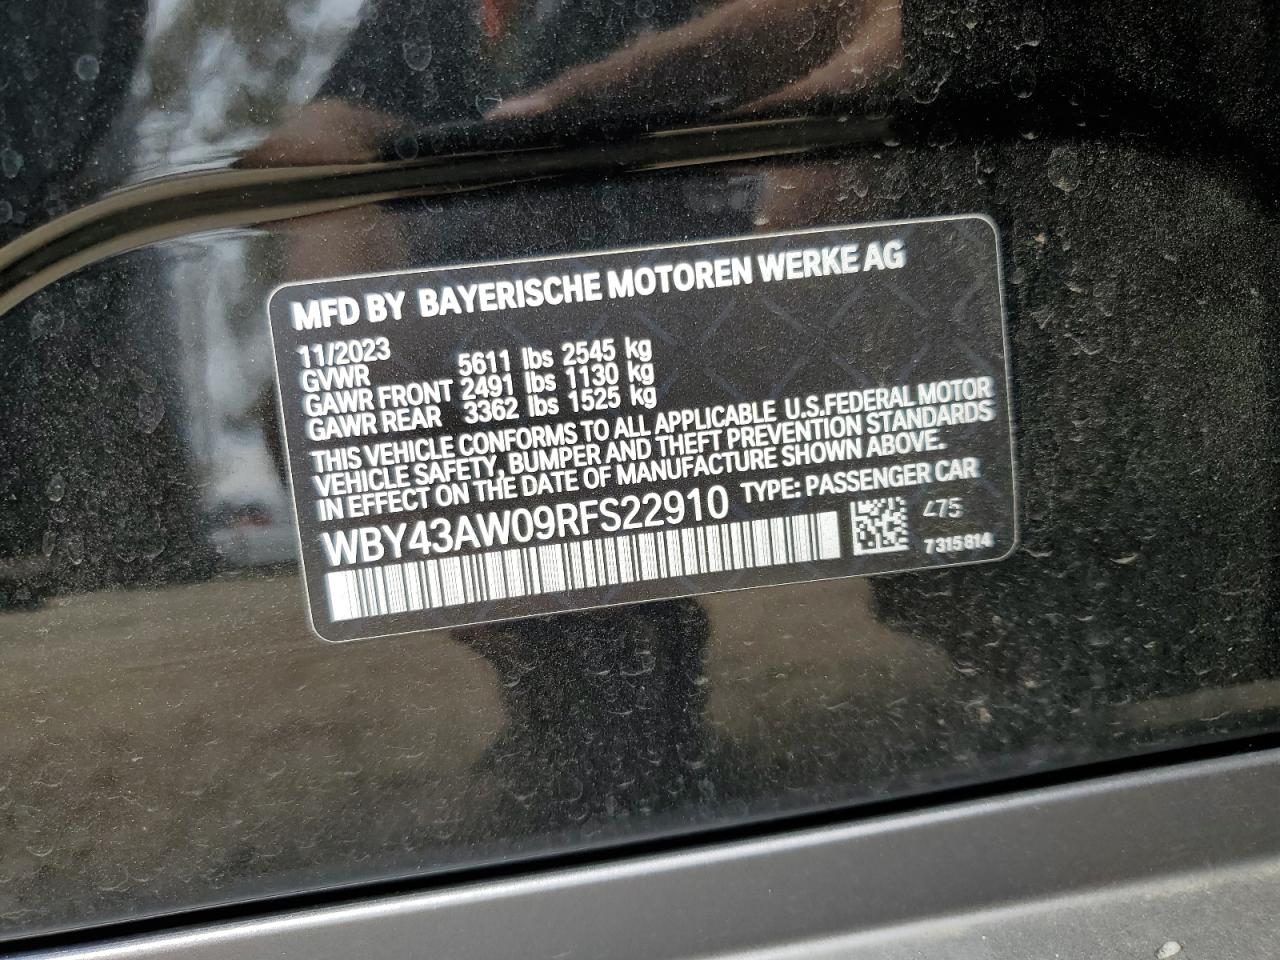 MFD BY BAYERISCHE MOTOREN WERKE AG
11/2023
GVWR 5611 lbs 2545 kg
GAWR FRONT 2491 lbs 1130 kg
GAWR REAR 3362 lbs 1525 kg
THIS VEHICLE CONFORMS TO ALL APPLICABLE U.S.FEDERAL MOTOR
VEHICLE SAFETY, BUMPER AND THEFT PREVENTION STANDARDS
IN EFFECT ON THE DATE OF MANUFACTURE SHOWN ABOVE.
WBY43AW09RFS22910 TYPE: PASSENGER CAR
475
7315814